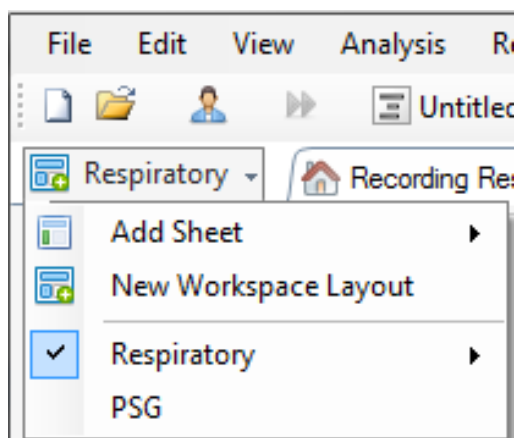 File Edit View Analysis
Untitled
Respiratory Recording
Add Sheet
New Workspace Layout
Respiratory
PSG